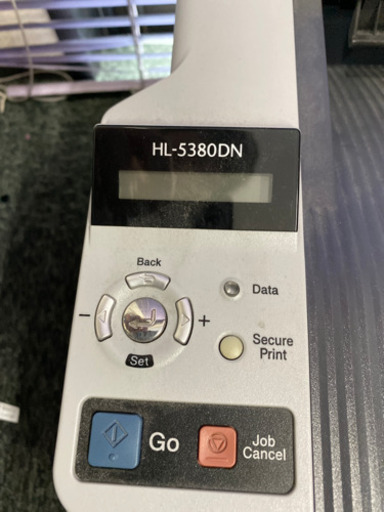 HL-5380DN
Back
- +
Set
Data
Secure
Print
Go
Job
Cancel